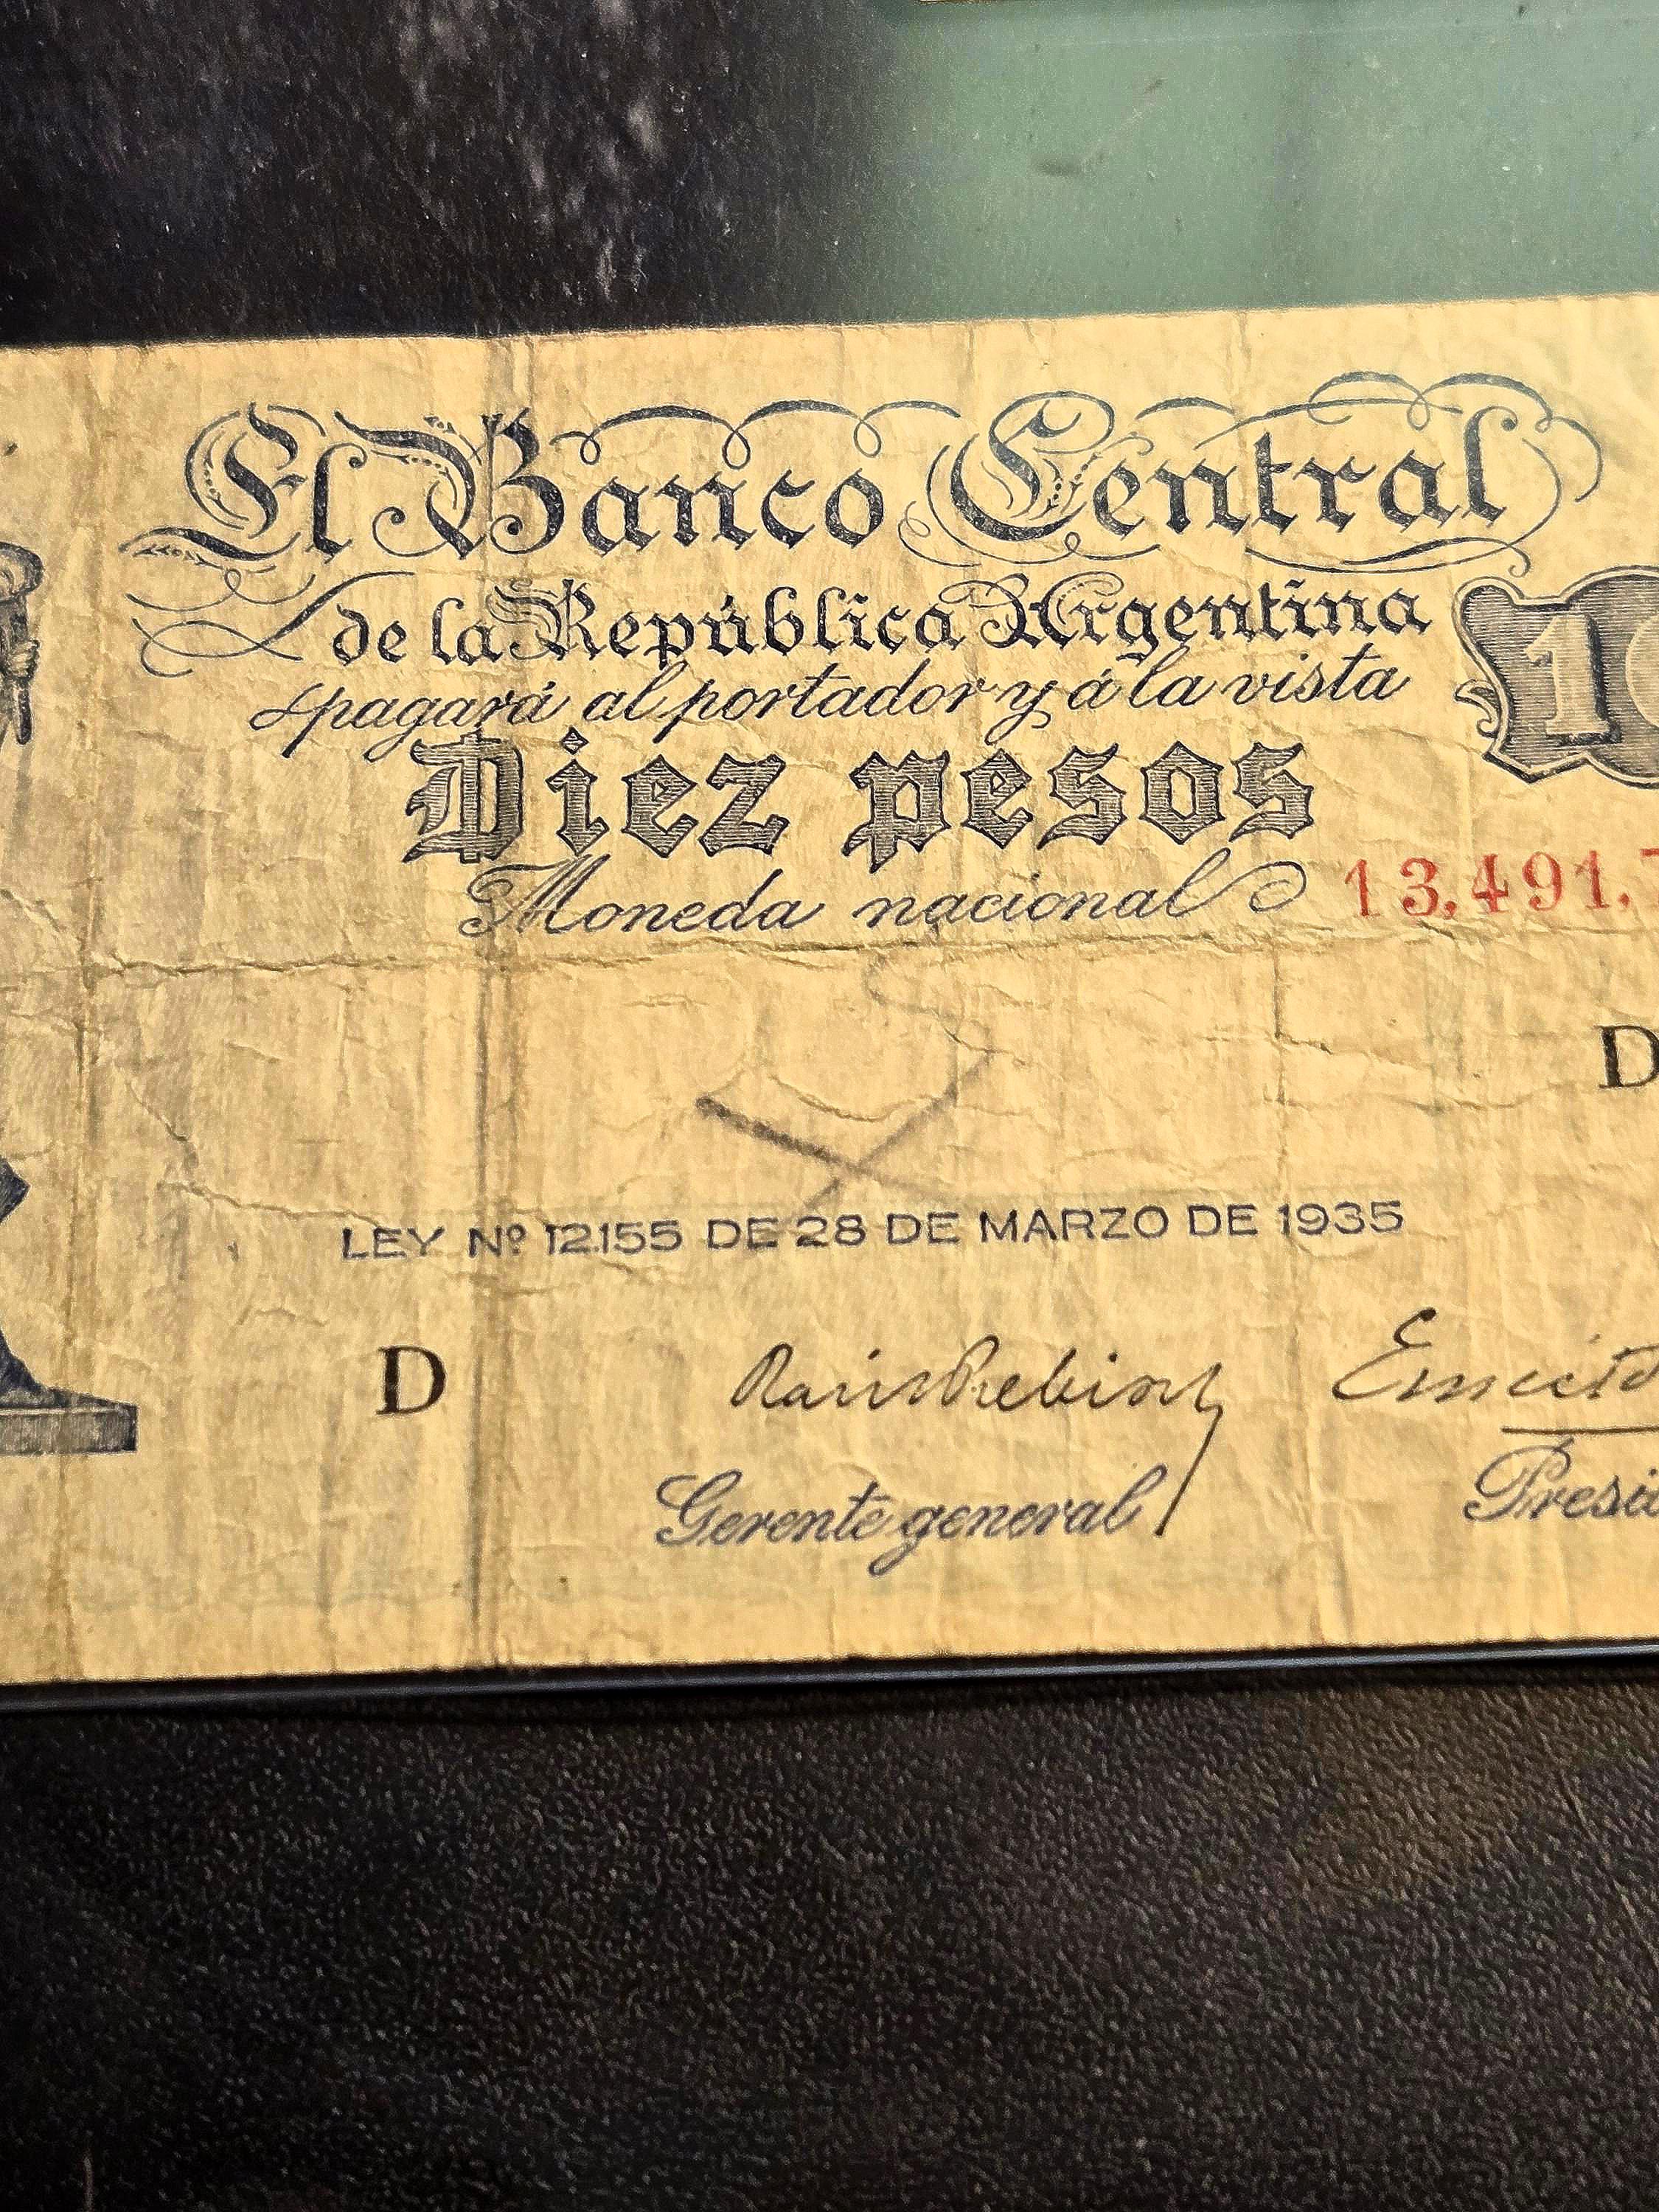 El Banco Central
de la República Argentina
pagará al portador y á la vista
Diez pesos
Moneda nacional
13.491.
D
LEY Nº 12.155 DE 28 DE MARZO DE 1935
D
Gerente general